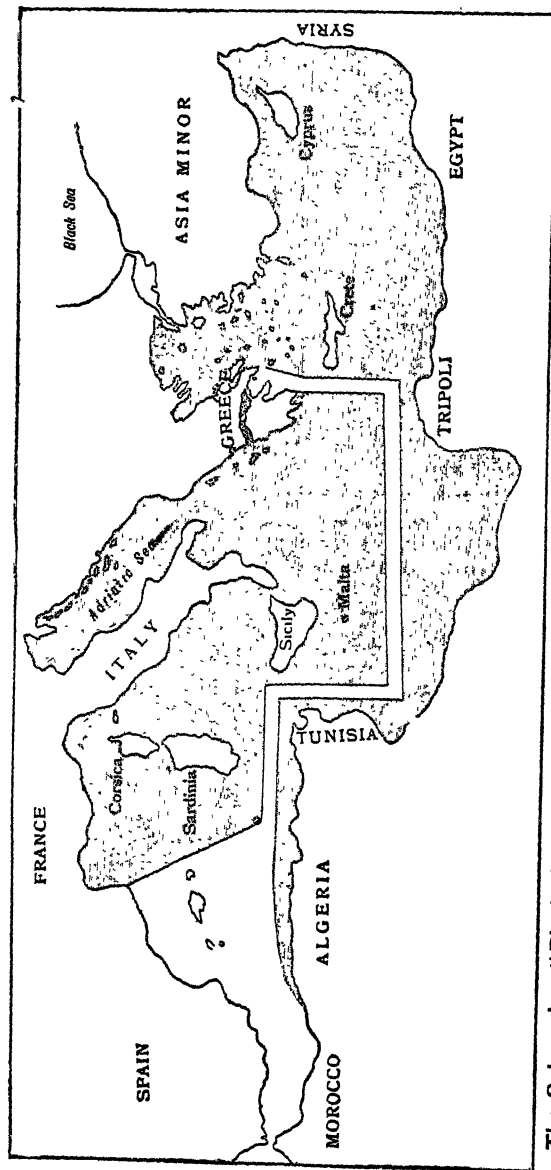 Black Sea
SYRIA
ASIA MINOR
Cyprus
EGYPT
FRANCE
Adriatic Sea
GREECE
Crete
ITALY
Corsica
Sardinia
Sicily
Malta
TRIPOLI
TUNISIA
SPAIN
ALGERIA
MOROCCO
The